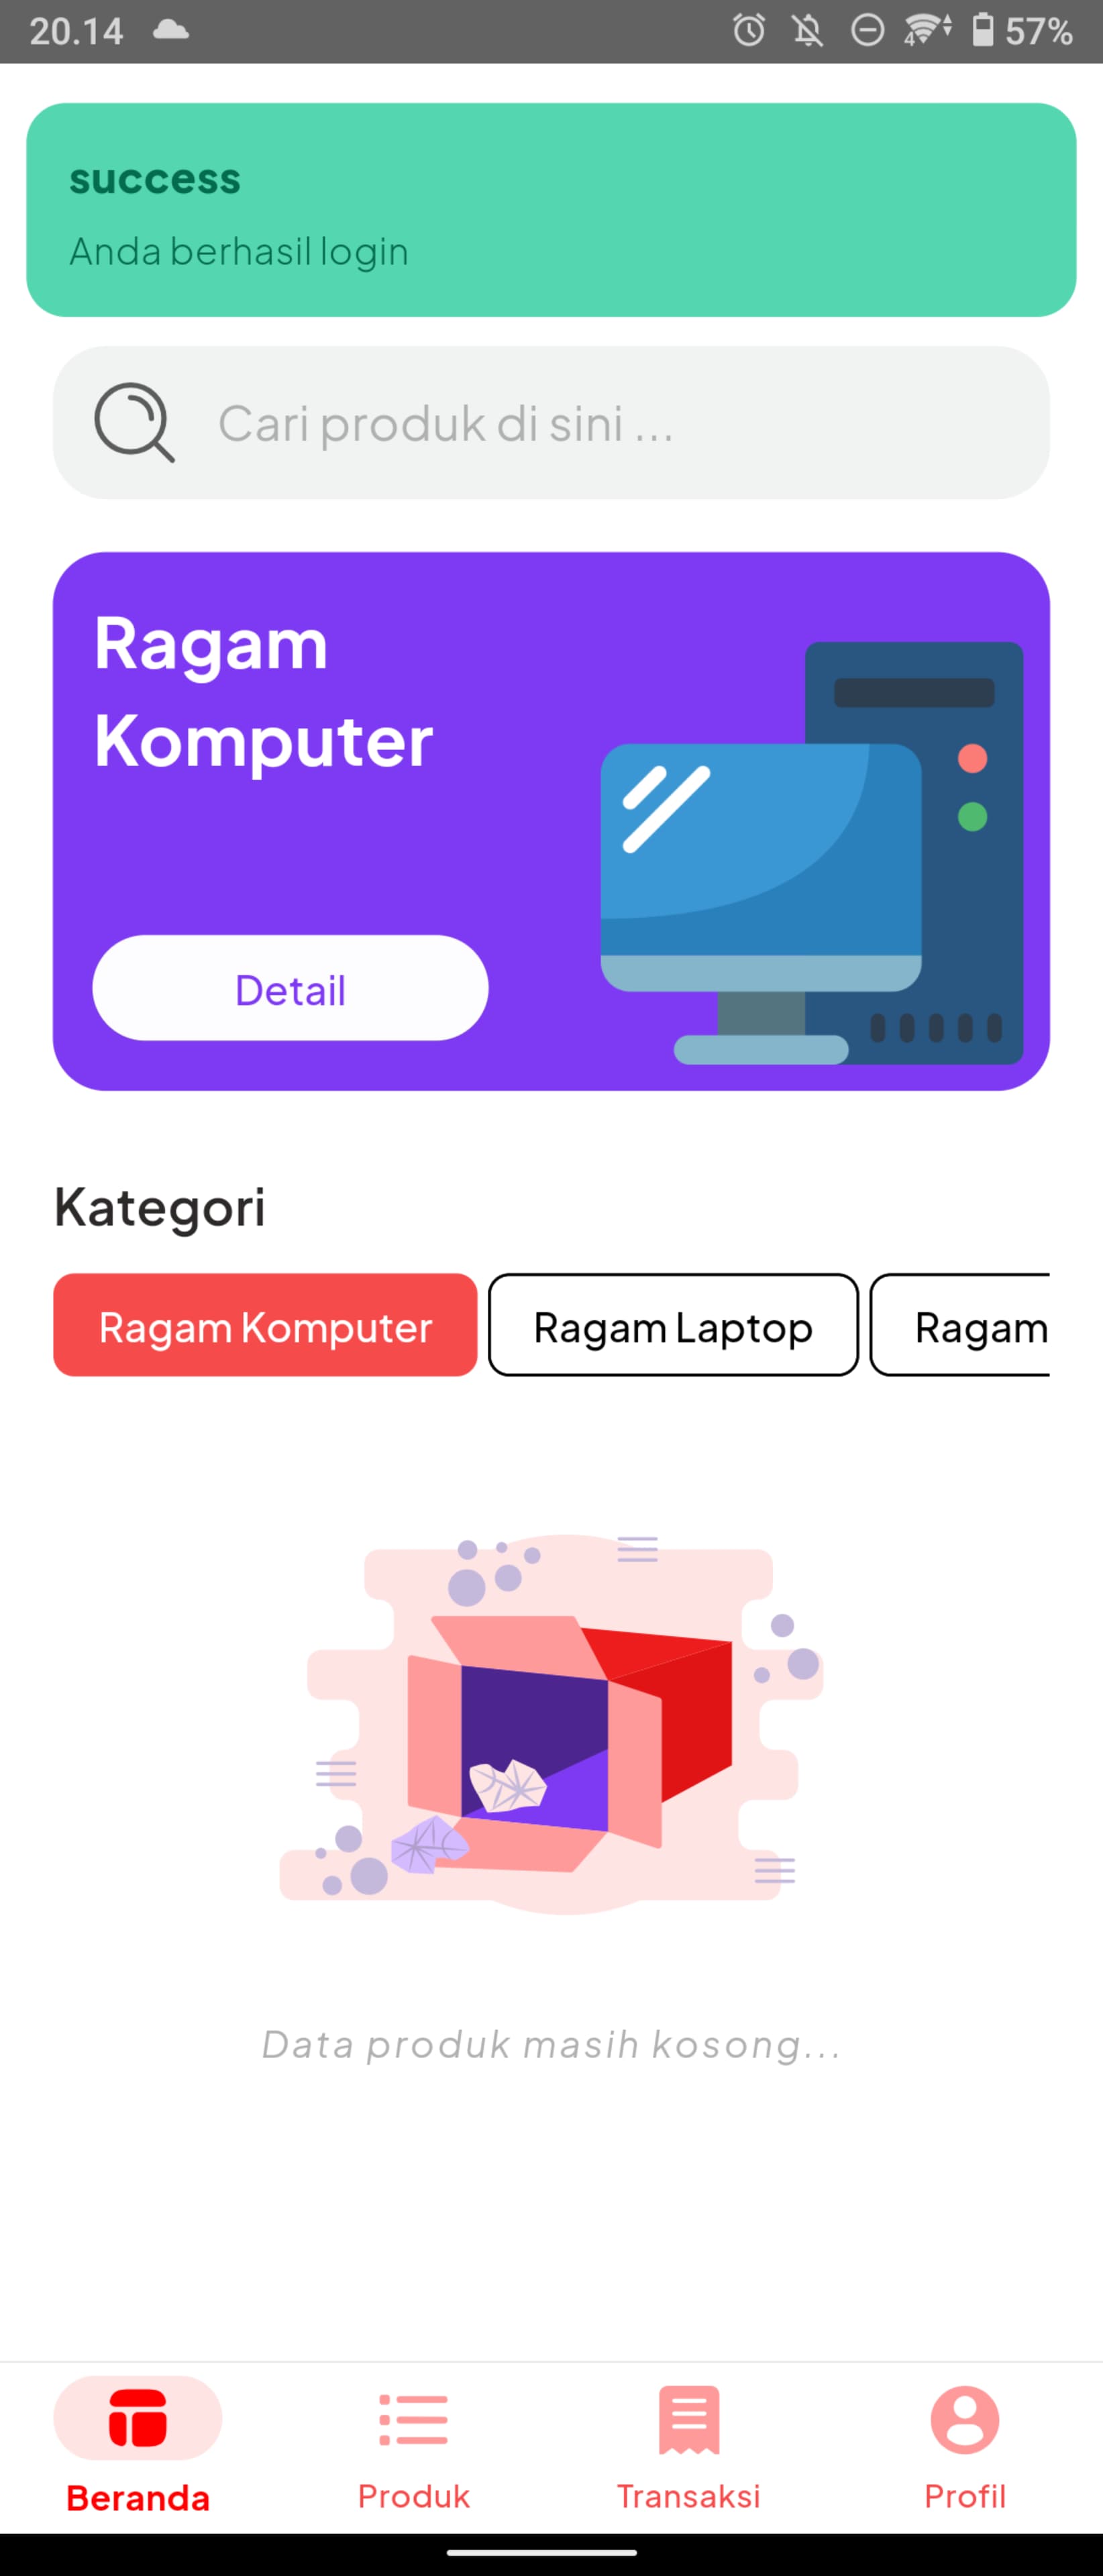 20.14
4
57%
success
Anda berhasil login
Cari produk di sini ...
Ragam
Komputer
Detail
Kategori
Ragam Komputer Ragam Laptop Ragam
Data produk masih kosong...
Beranda Produk Transaksi Profil